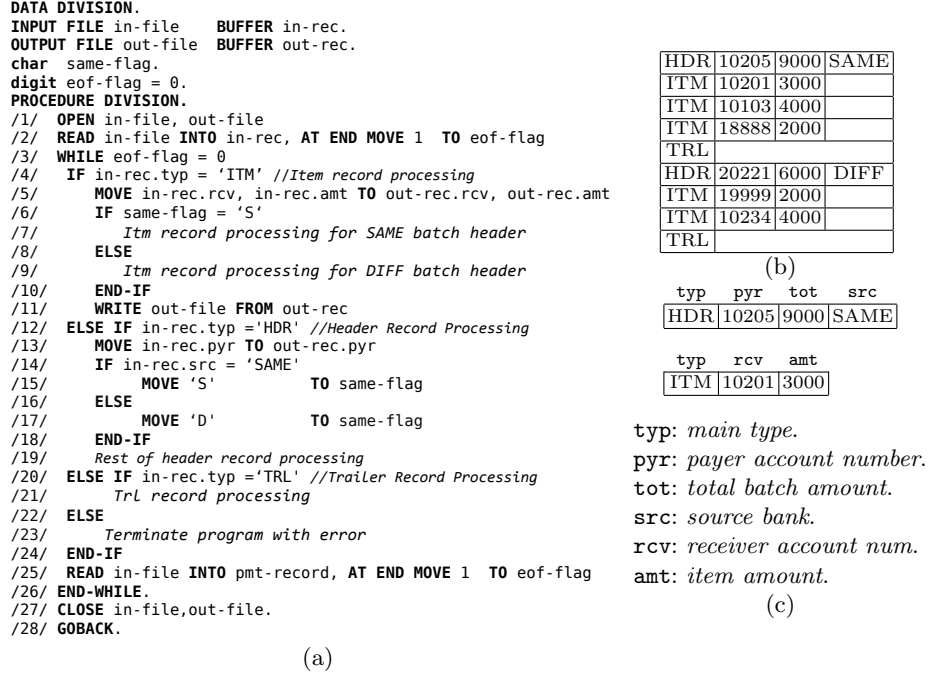 DATA DIVISION.
INPUT FILE in-file BUFFER in-rec.
OUTPUT FILE out-file BUFFER out-rec.
char same-flag.
digit eof-flag = 0.
PROCEDURE DIVISION.
/1/ OPEN in-file, out-file
/2/ READ in-file INTO in-rec, AT END MOVE 1 TO eof-flag
/3/ WHILE eof-flag = 0
/4/ IF in-rec.typ = ‘ITM’ //Item record processing
/5/ MOVE in-rec.rcv, in-rec.amt TO out-rec.rcv, out-rec.amt
/6/ IF same-flag = ‘S‘
/7/ Itm record processing for SAME batch header
/8/ ELSE
/9/ Itm record processing for DIFF batch header
/10/ END-IF
/11/ WRITE out-file FROM out-rec
/12/ ELSE IF in-rec.typ ='HDR' //Header Record Processing
/13/ MOVE in-rec.pyr TO out-rec.pyr
/14/ IF in-rec.src = ‘SAME'
/15/ MOVE ‘S' TO same-flag
/16/ ELSE
/17/ MOVE ‘D' TO same-flag
/18/ END-IF
/19/ Rest of header record processing
/20/ ELSE IF in-rec.typ =‘TRL' //Trailer Record Processing
/21/ Trl record processing
/22/ ELSE
/23/ Terminate program with error
/24/ END-IF
/25/ READ in-file INTO pmt-record, AT END MOVE 1 TO eof-flag
/26/ END-WHILE.
/27/ CLOSE in-file,out-file.
/28/ GOBACK.
(a)
HDR 10205 9000 SAME
ITM 10201 3000
ITM 10103 4000
ITM 18888 2000
TRL
HDR 20221 6000 DIFF
ITM 19999 2000
ITM 10234 4000
TRL
(b)
typ pyr tot src
HDR 10205 9000 SAME
typ rcv amt
ITM 10201 3000
typ: main type.
pyr: payer account number.
tot: total batch amount.
src: source bank.
rcv: receiver account num.
amt: item amount.
(c)